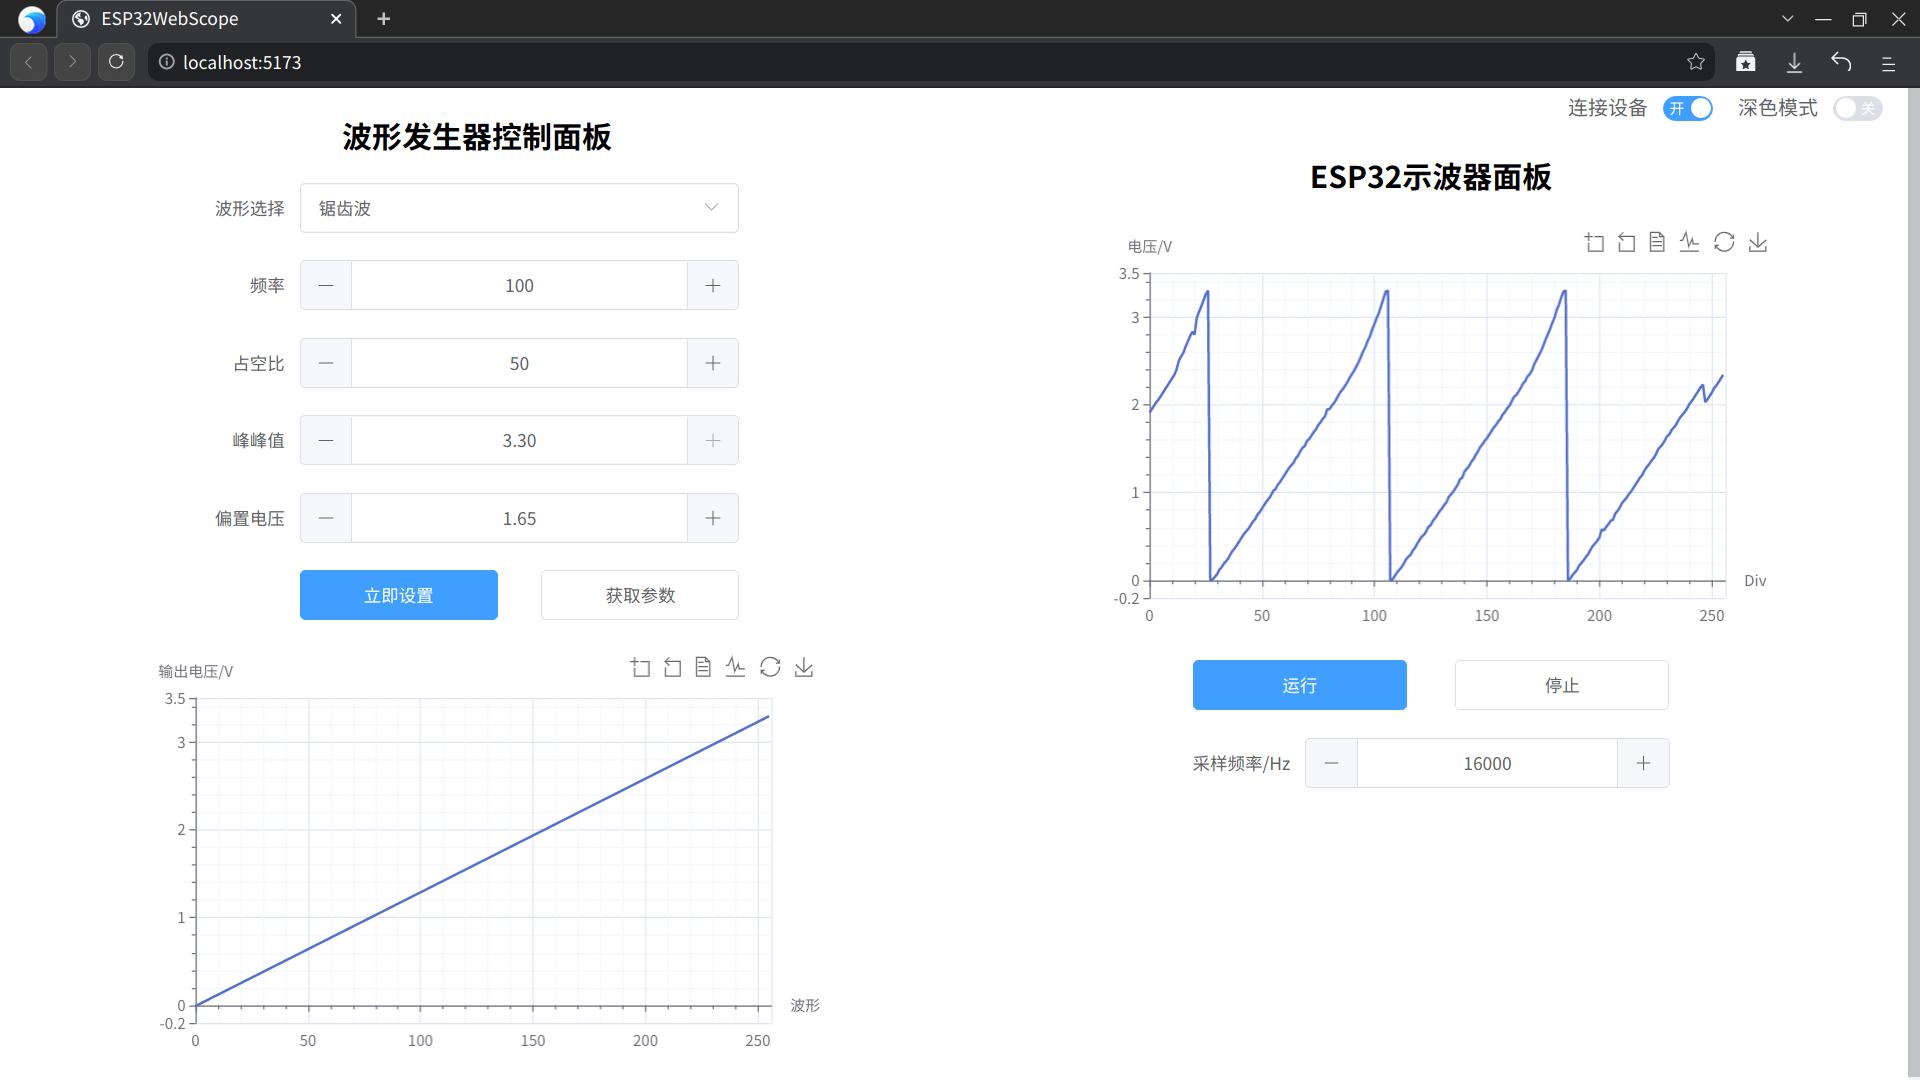 ESP32WebScope
localhost:5173
连接设备 开 深色模式 关
波形发生器控制面板
波形选择 锯齿波
频率 100
占空比 50
峰峰值 3.30
偏置电压 1.65
立即设置 获取参数
输出电压/V
3.5
3
2
1
0
-0.2
0 50 100 150 200 250
波形
ESP32示波器面板
电压/V
3.5
3
2
1
0
-0.2
0 50 100 150 200 250
Div
运行 停止
采样频率/Hz 16000